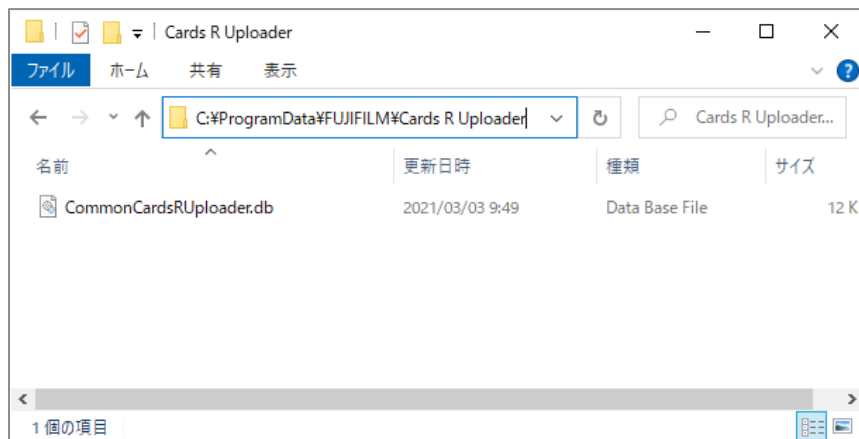 Cards R Uploader
ファイル ホーム 共有 表示
C:¥ProgramData¥FUJIFILM¥Cards R Uploader Cards R Uploader...
名前 更新日時 種類 サイズ
CommonCardsRUploader.db 2021/03/03 9:49 Data Base File 12 K
1 個の項目